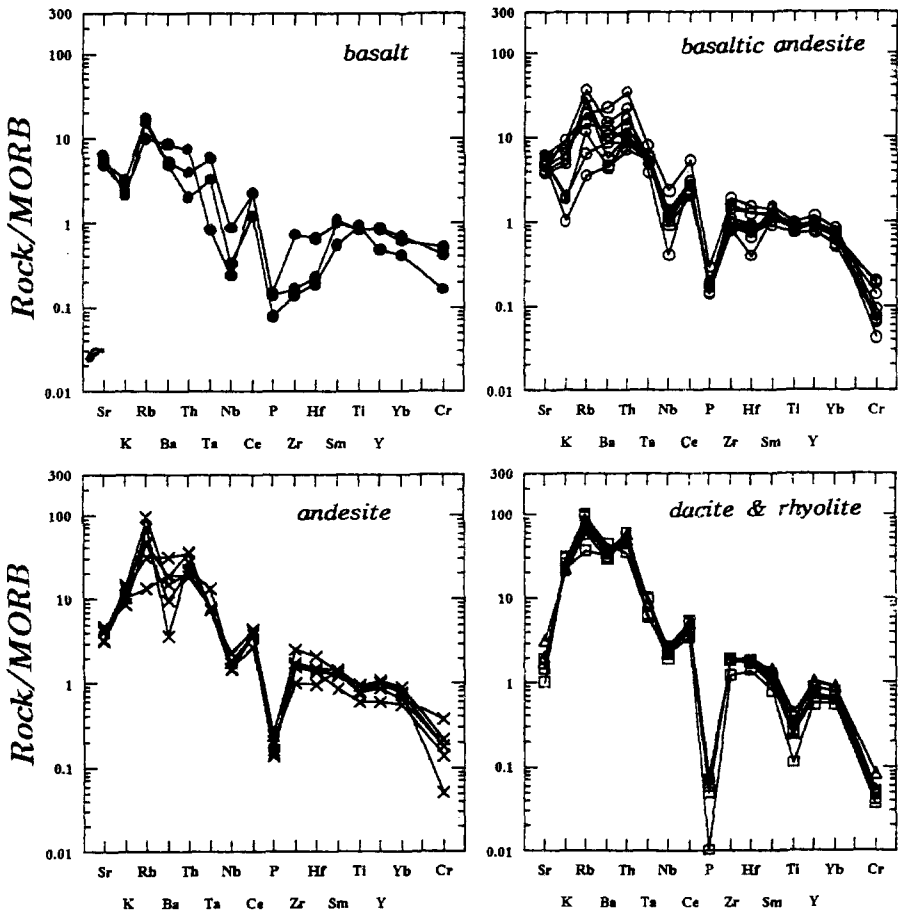 basalt
basaltic andesite
Rock/MORB
300
100
10
1
0.1
0.01
300
100
10
1
0.1
0.01
Sr Rb Th Nb P Hf Ti Yb Cr
K Ba Ta Ce Zr Sm Y
Sr Rb Th Nb P Hf Ti Yb Cr
K Ba Ta Ce Zr Sm Y
andesite
dacite & rhyolite
Rock/MORB
300
100
10
1
0.1
0.01
300
100
10
1
0.1
0.01
Sr Rb Th Nb P Hf Ti Yb Cr
K Ba Ta Ce Zr Sm Y
Sr Rb Th Nb P Hf Ti Yb Cr
K Ba Ta Ce Zr Sm Y